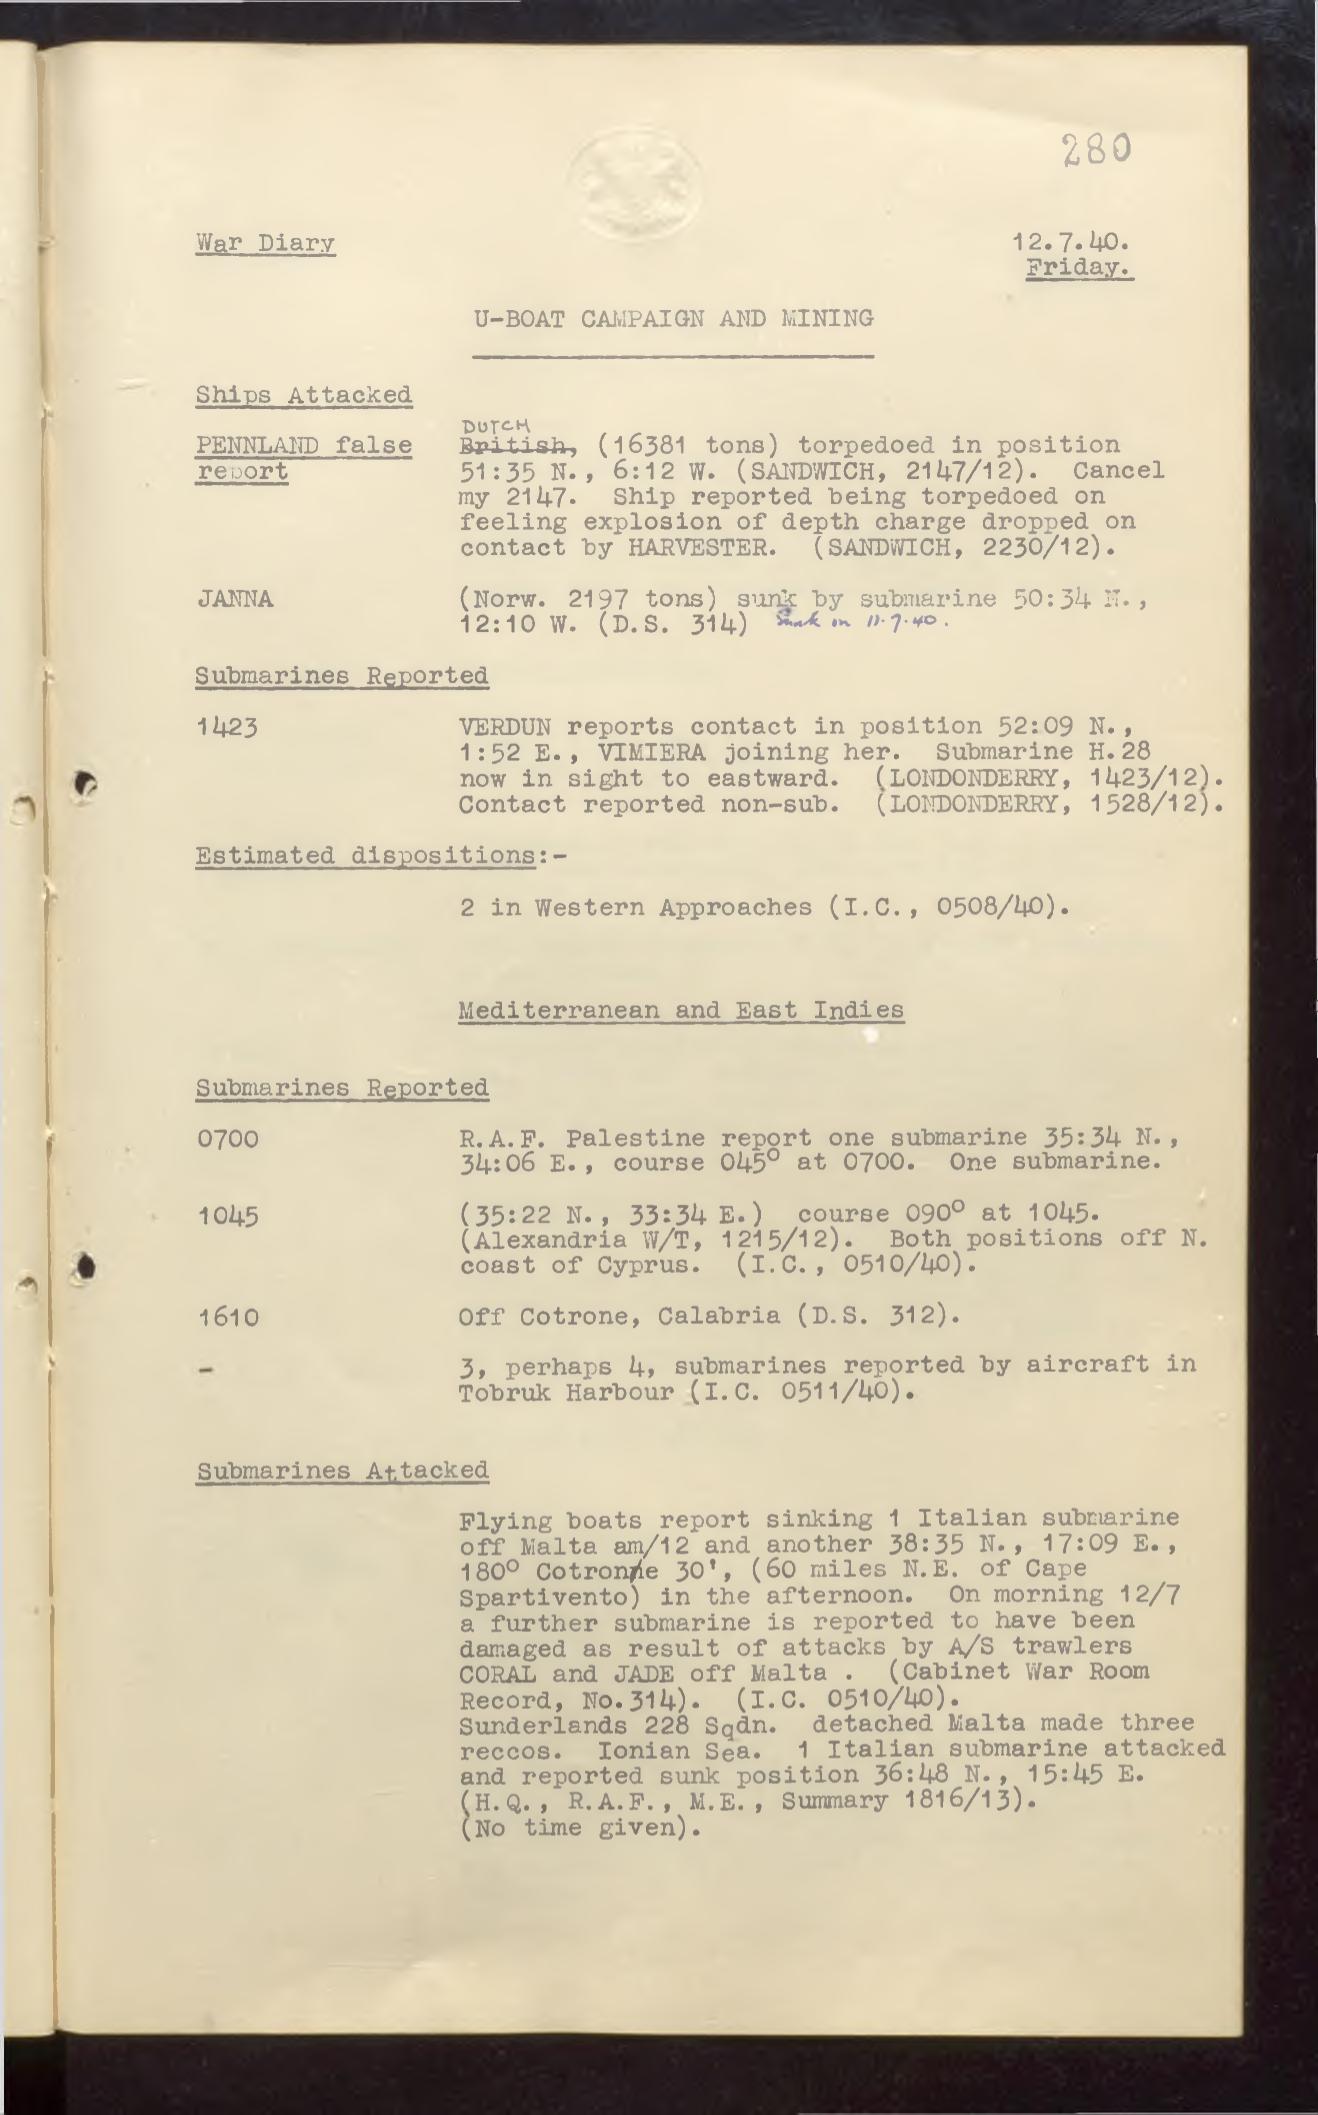 280
War Diary
12.7.40.
Friday.
U-BOAT CAMPAIGN AND MINING
Ships Attacked
DUTCH
PENNLAND false British, (16381 tons) torpedoed in position
report 51:35 N., 6:12 W. (SANDWICH, 2147/12). Cancel
my 2147. Ship reported being torpedoed on
feeling explosion of depth charge dropped on
contact by HARVESTER. (SANDWICH, 2230/12).
JANNA (Norw. 2197 tons) sunk by submarine 50:34 N.,
12:10 W. (D.S. 314) Sunk on 11.7.40.
Submarines Reported
1423 VERDUN reports contact in position 52:09 N.,
1:52 E., VIMIERA joining her. Submarine H.28
now in sight to eastward. (LONDONDERRY, 1423/12).
Contact reported non-sub. (LONDONDERRY, 1528/12).
Estimated dispositions:-
2 in Western Approaches (I.C., 0508/40).
Mediterranean and East Indies
Submarines Reported
0700 R.A.F. Palestine report one submarine 35:34 N.,
34:06 E., course 045° at 0700. One submarine.
1045 (35:22 N., 33:34 E.) course 090° at 1045.
(Alexandria W/T, 1215/12). Both positions off N.
coast of Cyprus. (I.C., 0510/40).
1610 Off Cotrone, Calabria (D.S. 312).
- 3, perhaps 4, submarines reported by aircraft in
Tobruk Harbour (I.C. 0511/40).
Submarines Attacked
Flying boats report sinking 1 Italian submarine
off Malta am/12 and another 38:35 N., 17:09 E.,
180° Cotronne 30', (60 miles N.E. of Cape
Spartivento) in the afternoon. On morning 12/7
a further submarine is reported to have been
damaged as result of attacks by A/S trawlers
CORAL and JADE off Malta . (Cabinet War Room
Record, No.314). (I.C. 0510/40).
Sunderlands 228 Sqdn. detached Malta made three
reccos. Ionian Sea. 1 Italian submarine attacked
and reported sunk position 36:48 N., 15:45 E.
(H.Q., R.A.F., M.E., Summary 1816/13).
(No time given).